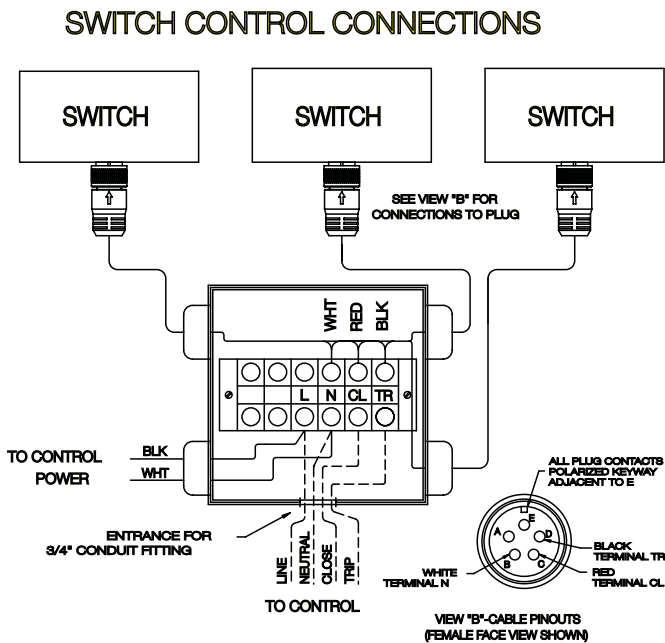 SWITCH CONTROL CONNECTIONS
SWITCH
SWITCH
SWITCH
SEE VIEW "B" FOR
CONNECTIONS TO PLUG
WHT
RED
BLK
L N CL TR
TO CONTROL
POWER
BLK
WHT
ENTRANCE FOR
3/4" CONDUIT FITTING
LINE
NEUTRAL
CLOSE
TRIP
TO CONTROL
ALL PLUG CONTACTS
POLARIZED KEYWAY
ADJACENT TO E
E
A
D
B
C
BLACK
TERMINAL TR
RED
TERMINAL CL
WHITE
TERMINAL N
VIEW "B"-CABLE PINOUTS
(FEMALE FACE VIEW SHOWN)